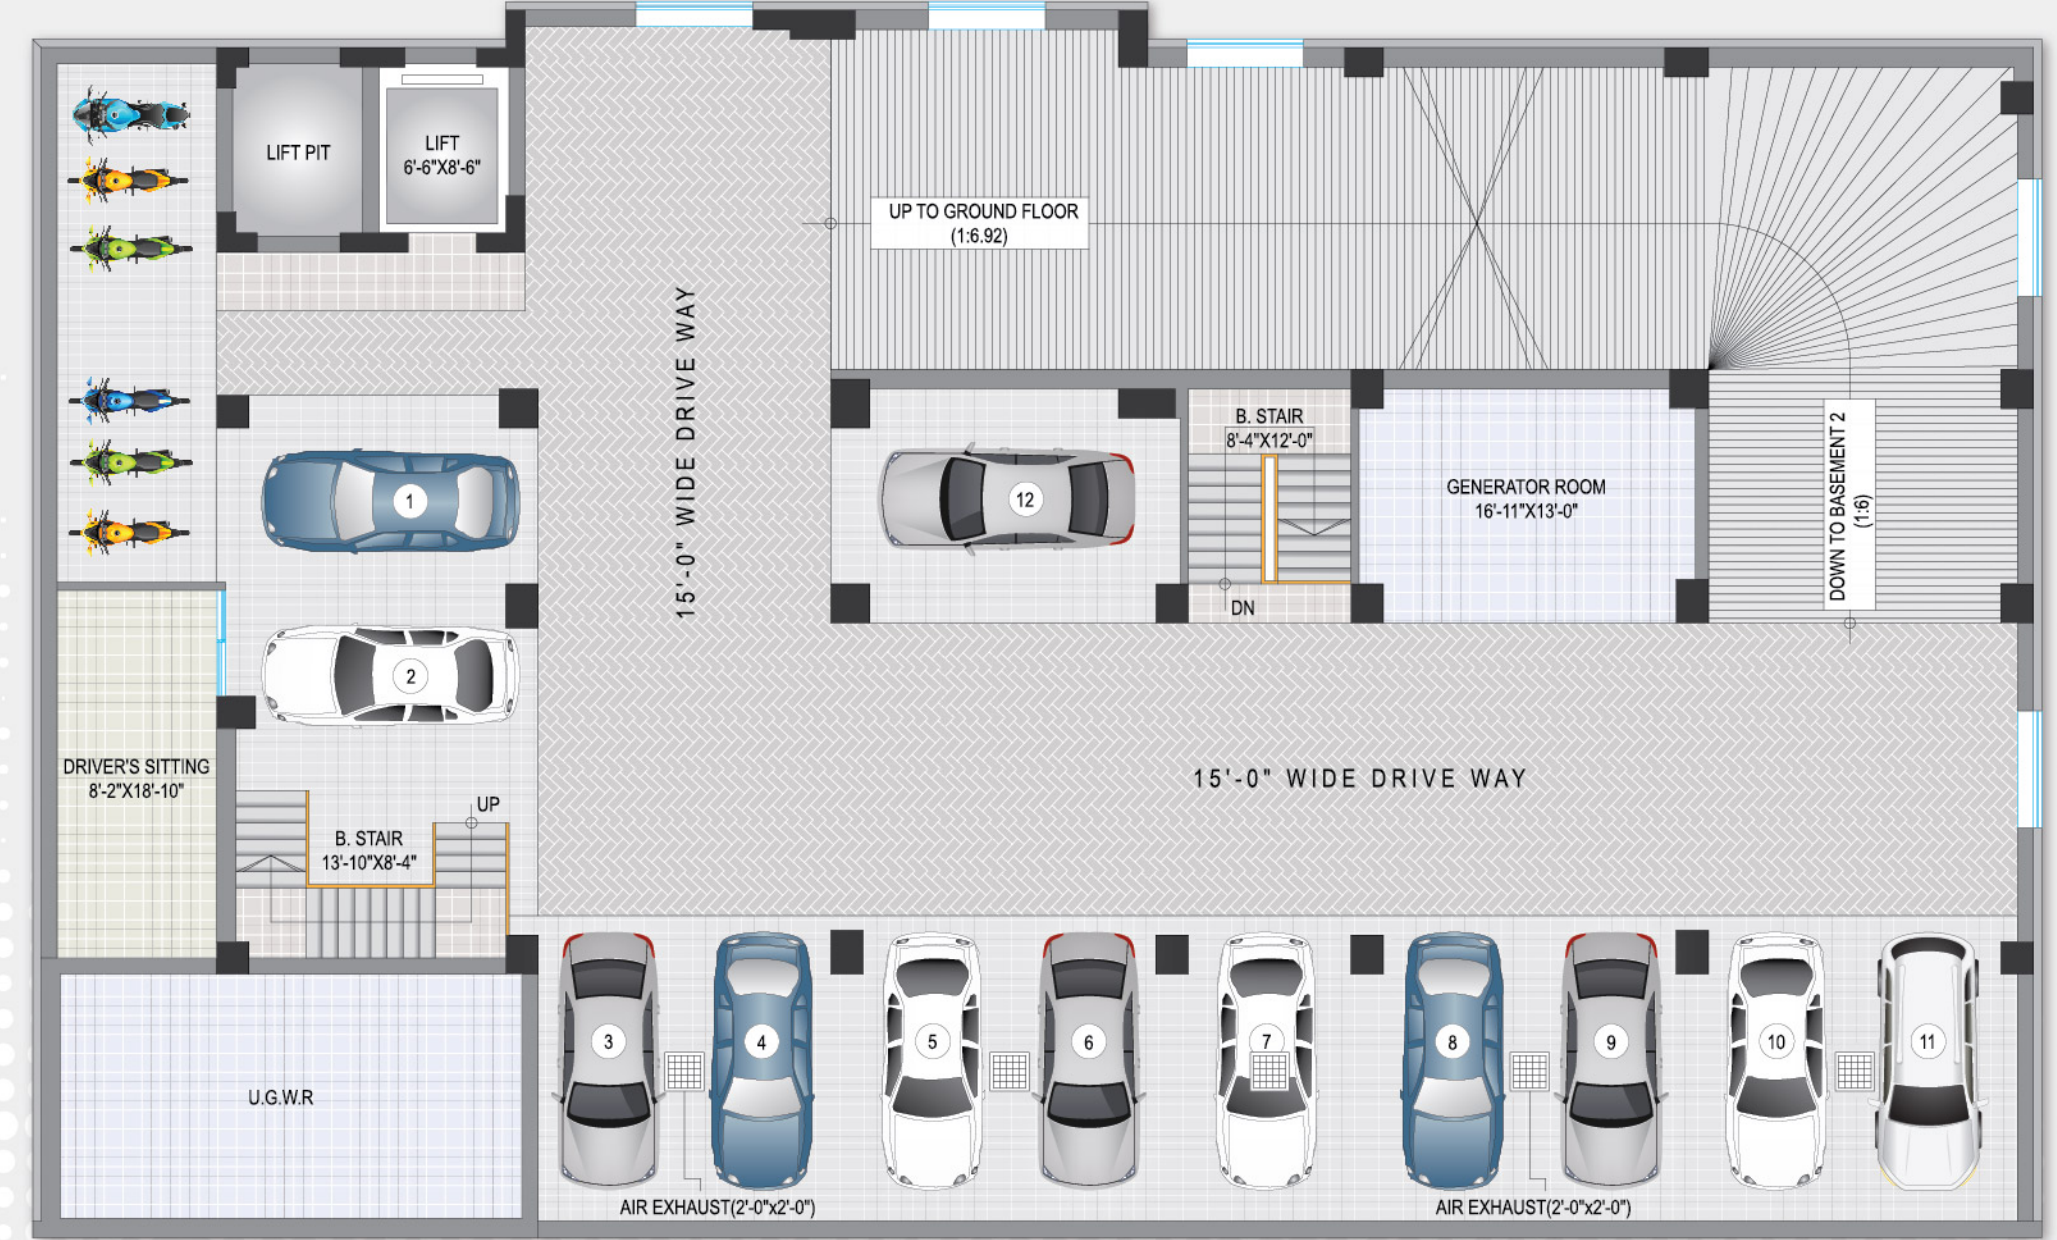 LIFT PIT
LIFT
6'-6"X8'-6"
UP TO GROUND FLOOR
(1:6.92)
15'-0" WIDE DRIVE WAY
B. STAIR
8'-4"X12'-0"
DN
GENERATOR ROOM
16'-11"X13'-0"
DOWN TO BASEMENT 2
(1:6)
1
12
2
DRIVER'S SITTING
8'-2"X18'-10"
UP
B. STAIR
13'-10"X8'-4"
15'-0" WIDE DRIVE WAY
U.G.W.R
3
4
5
6
7
8
9
10
11
AIR EXHAUST(2'-0"x2'-0")
AIR EXHAUST(2'-0"x2'-0")